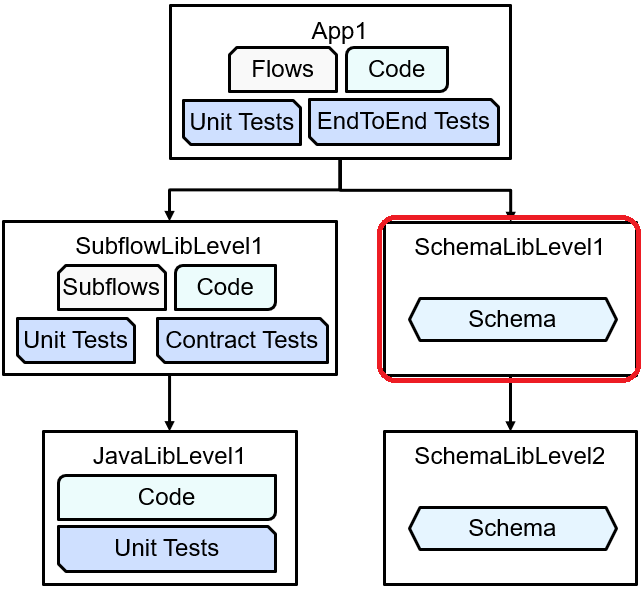 App1
Flows
Code
Unit Tests
EndToEnd Tests
SubflowLibLevel1
Subflows
Code
Unit Tests
Contract Tests
SchemaLibLevel1
Schema
JavaLibLevel1
Code
Unit Tests
SchemaLibLevel2
Schema